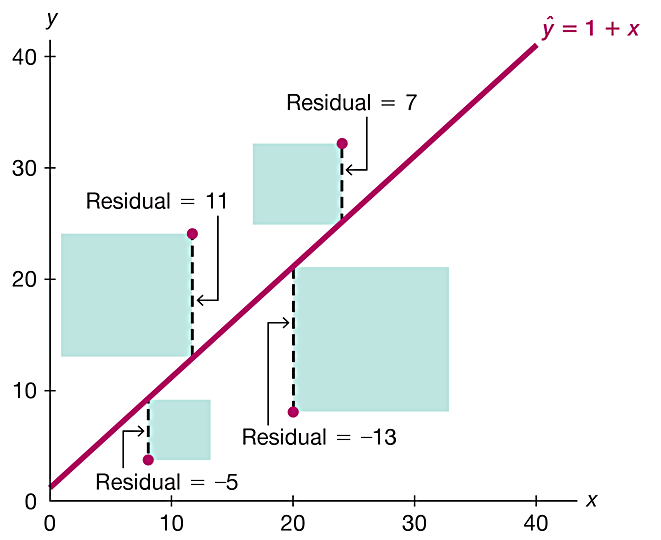 y
ŷ = 1 + x
40
Residual = 7
30
Residual = 11
20
10
Residual = –13
Residual = –5
0
x
0 10 20 30 40